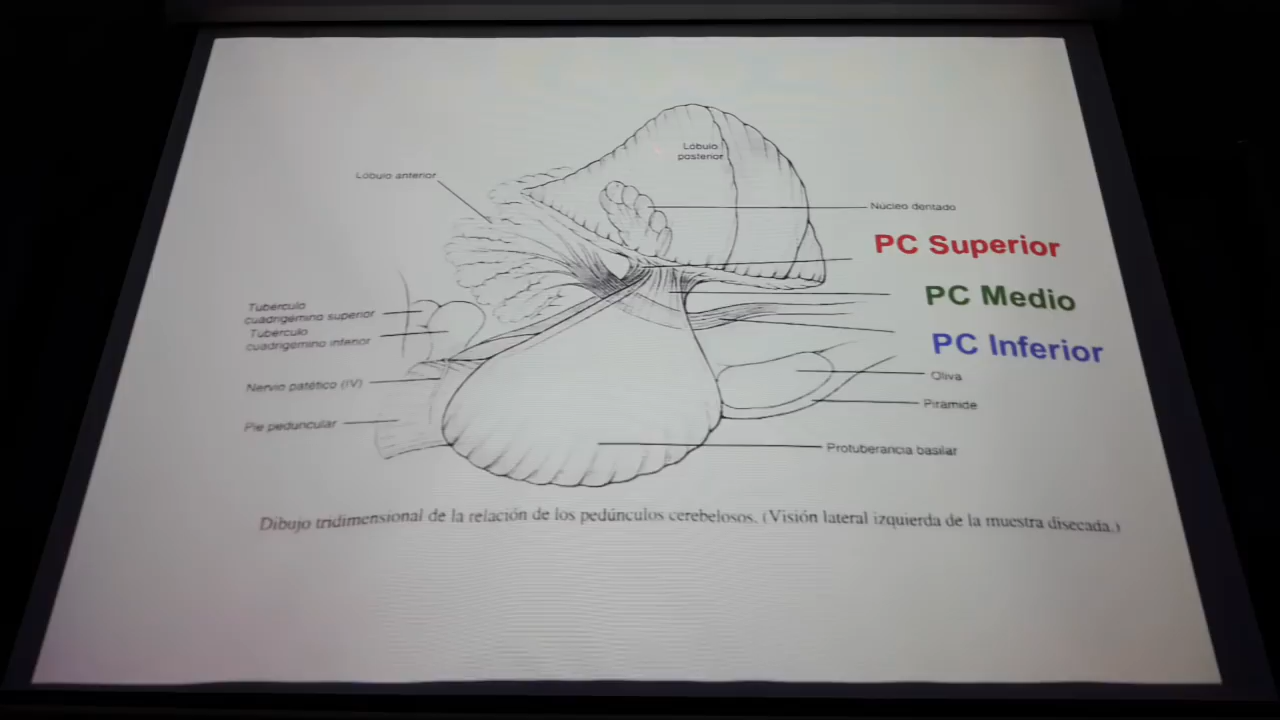 Lóbulo
posterior
Lóbulo anterior
Núcleo dentado
PC Superior
PC Medio
Tubérculo
cuadrigémino superior
Tubérculo
cuadrigémino inferior
PC Inferior
Oliva
Nervio patético (IV)
Pirámide
Pie peduncular
Protuberancia basilar
Dibujo tridimensional de la relación de los pedúnculos cerebelosos. (Visión lateral izquierda de la muestra disecada.)